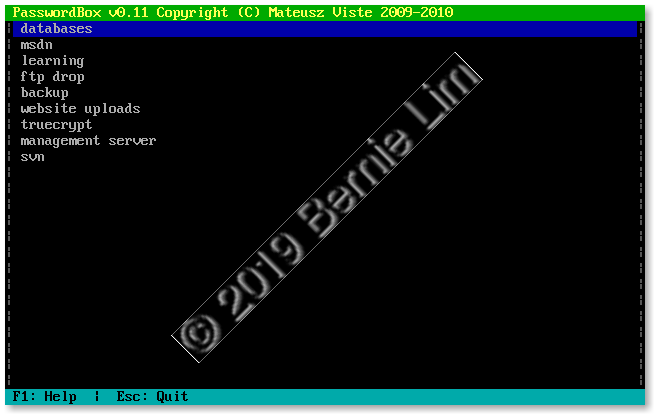 PasswordBox v0.11 Copyright (C) Mateusz Viste 2009-2010
databases
msdn
learning
ftp drop
backup
website uploads
truecrypt
management server
svn
© 2019 Bernie Lim
F1: Help | Esc: Quit